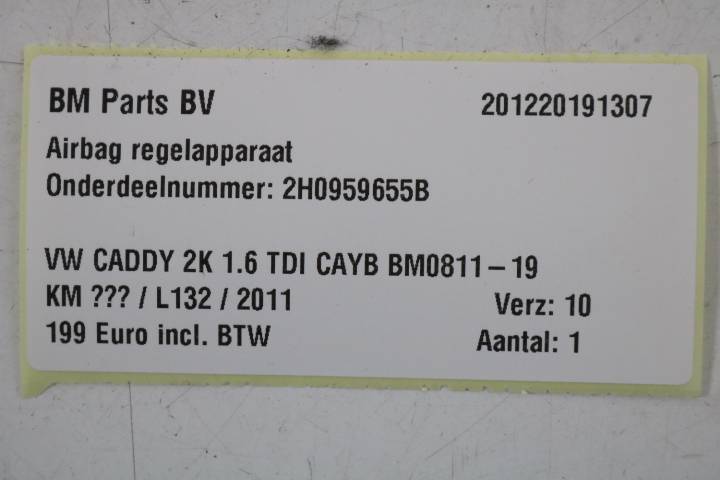 BM Parts BV 201220191307
Airbag regelapparaat
Onderdeelnummer: 2H0959655B
VW CADDY 2K 1.6 TDI CAYB BM0811-19
KM ??? / L132 / 2011 Verz: 10
199 Euro incl. BTW Aantal: 1